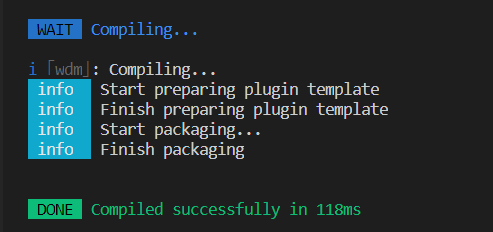 WAIT Compiling...
i ｢wdm｣: Compiling...
info Start preparing plugin template
info Finish preparing plugin template
info Start packaging...
info Finish packaging
DONE Compiled successfully in 118ms